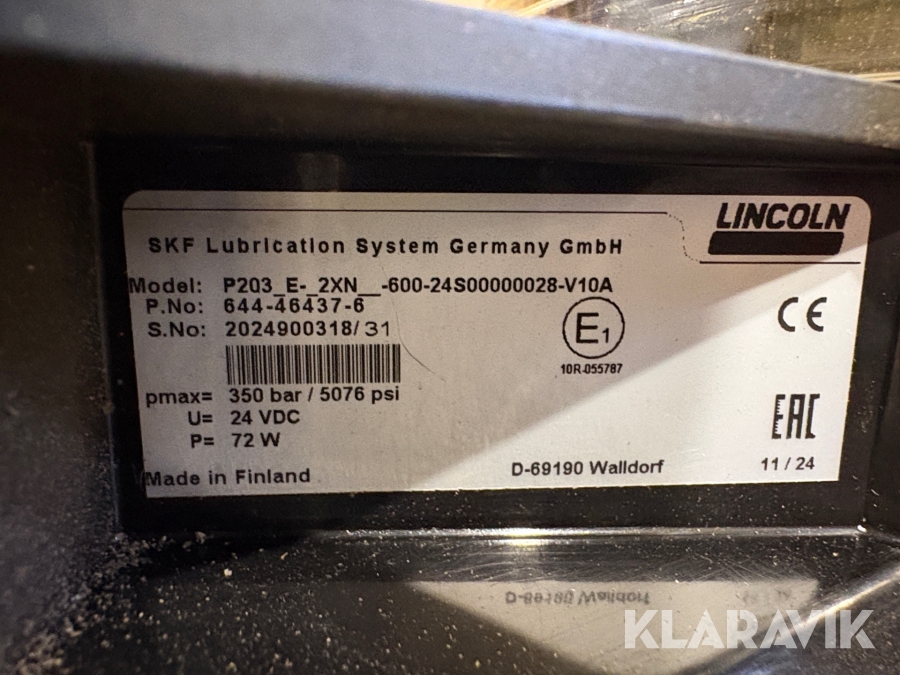 LINCOLN
SKF Lubrication System Germany GmbH
Model: P203_E-_2XN__-600-24S00000028-V10A
P.No: 644-46437-6
S.No: 2024900318/31
E1
10R-055787
CE
pmax= 350 bar / 5076 psi
U= 24 VDC
P= 72 W
EAC
Made in Finland
D-69190 Walldorf
11 / 24
D-69190 Walldorf
KLARAVIK